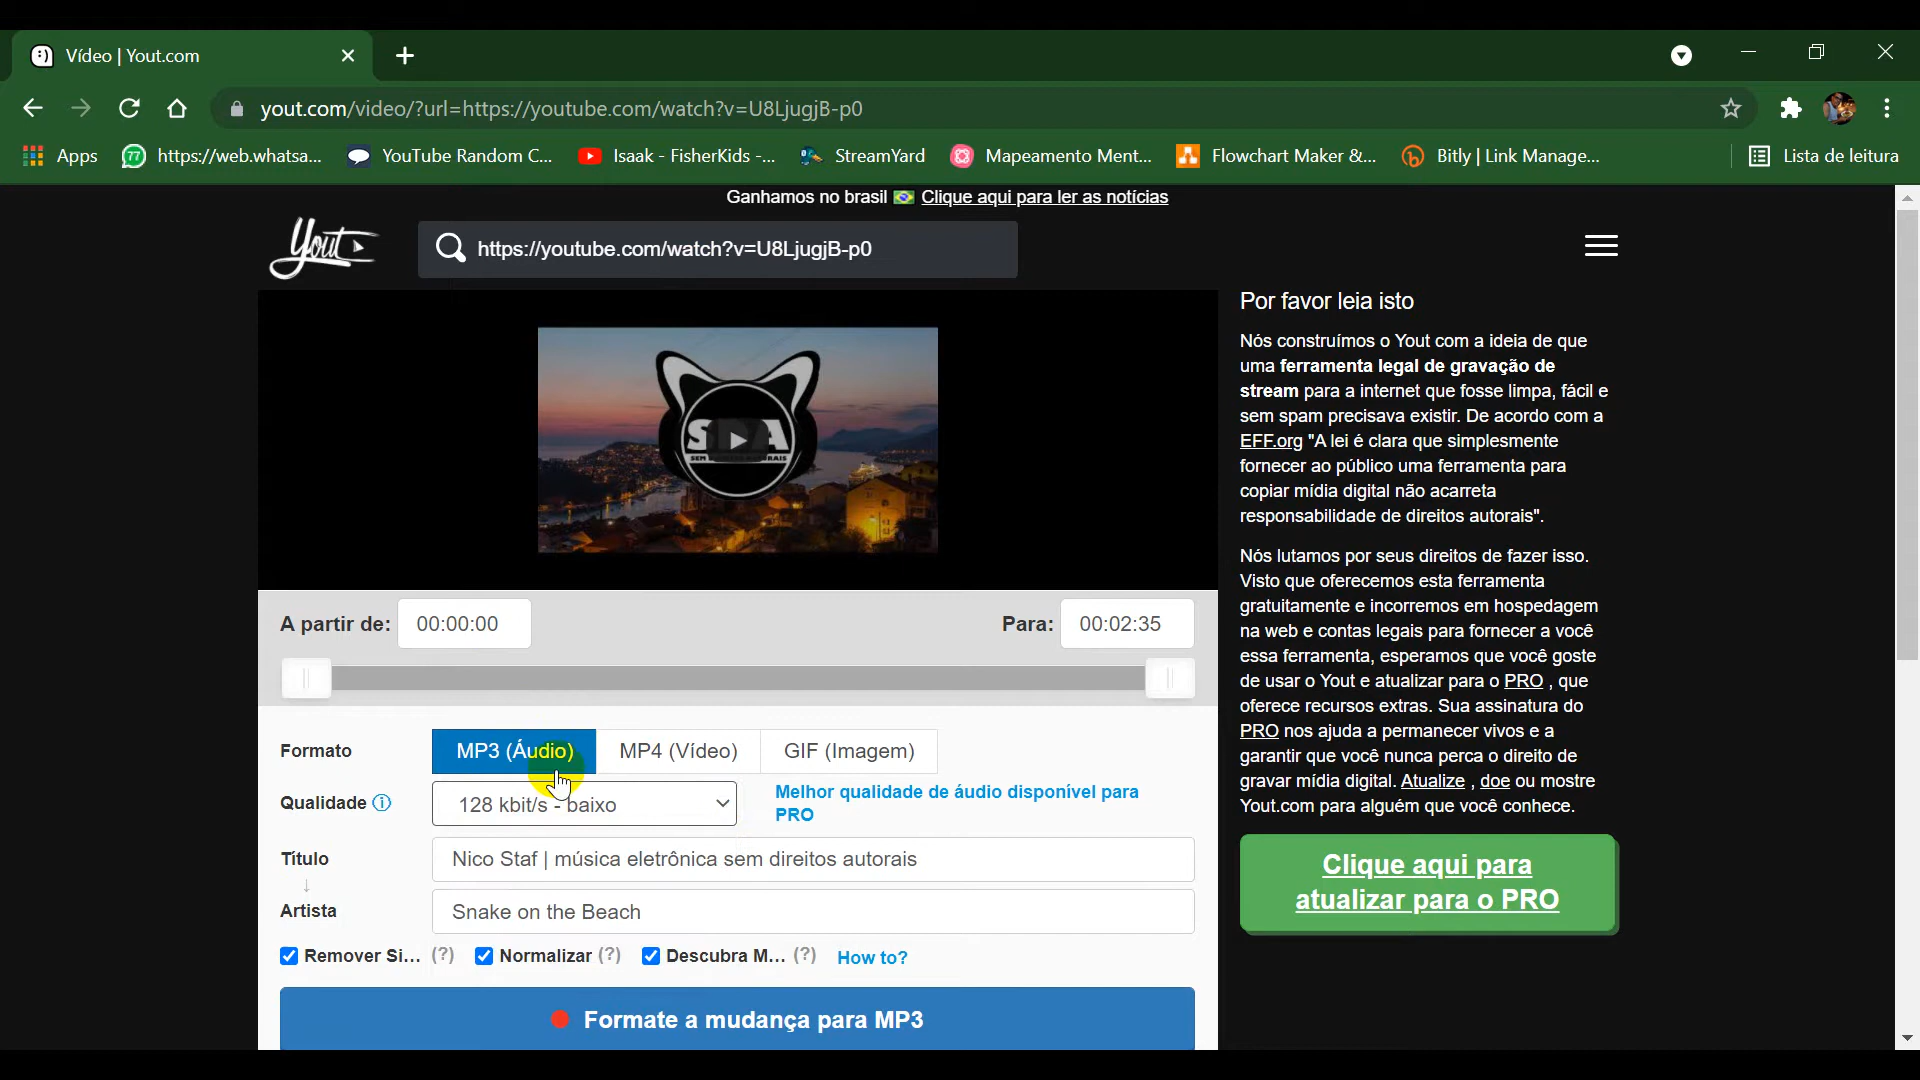 Vídeo | Yout.com
yout.com/video/?url=https://youtube.com/watch?v=U8LjugjB-p0
Apps
https://web.whatsa...
YouTube Random C...
Isaak - FisherKids -...
StreamYard
Mapeamento Ment...
Flowchart Maker &...
Bitly | Link Manage...
Lista de leitura
Ganhamos no brasil Clique aqui para ler as notícias
Yout
https://youtube.com/watch?v=U8LjugjB-p0
Por favor leia isto
Nós construímos o Yout com a ideia de que
uma ferramenta legal de gravação de
stream para a internet que fosse limpa, fácil e
sem spam precisava existir. De acordo com a
EFF.org "A lei é clara que simplesmente
fornecer ao público uma ferramenta para
copiar mídia digital não acarreta
responsabilidade de direitos autorais".
Nós lutamos por seus direitos de fazer isso.
Visto que oferecemos esta ferramenta
gratuitamente e incorremos em hospedagem
na web e contas legais para fornecer a você
essa ferramenta, esperamos que você goste
de usar o Yout e atualizar para o PRO , que
oferece recursos extras. Sua assinatura do
PRO nos ajuda a permanecer vivos e a
garantir que você nunca perca o direito de
gravar mídia digital. Atualize , doe ou mostre
Yout.com para alguém que você conhece.
Clique aqui para
atualizar para o PRO
A partir de: 00:00:00
Para: 00:02:35
Formato
MP3 (Áudio)
MP4 (Vídeo)
GIF (Imagem)
Qualidade
128 kbit/s - baixo
Melhor qualidade de áudio disponível para
PRO
Título
Nico Staf | música eletrônica sem direitos autorais
Artista
Snake on the Beach
Remover Si... (?)
Normalizar (?)
Descubra M... (?)
How to?
Formate a mudança para MP3